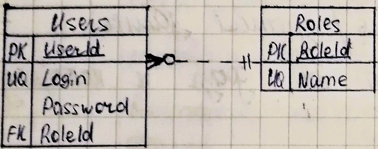 Users
PK UserId
UQ Login
Password
FK RoleId
Roles
PK RoleId
UQ Name